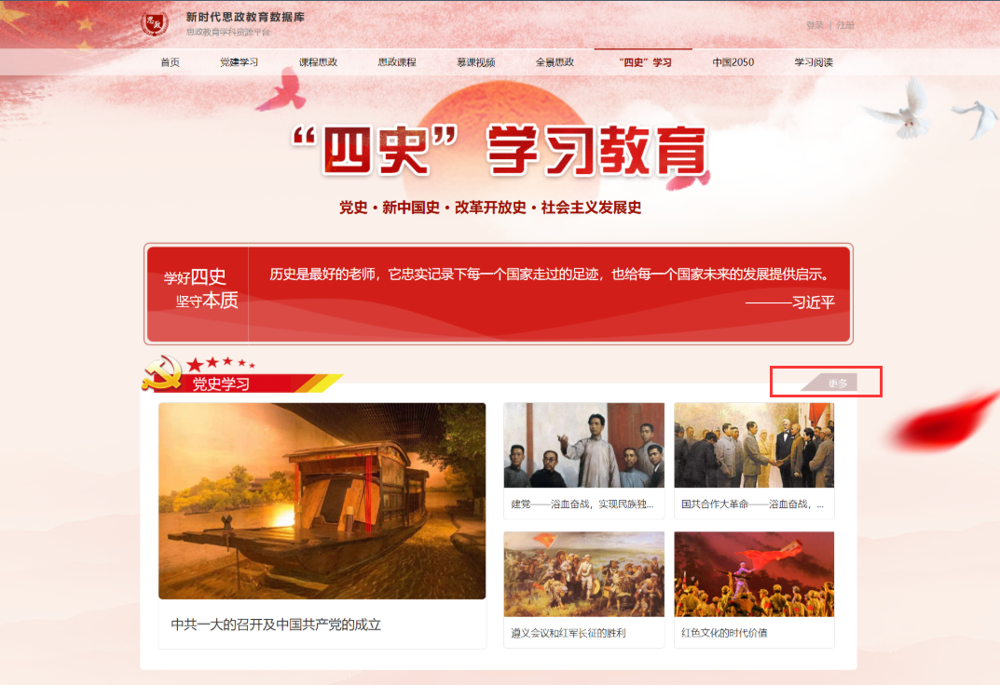 新时代思政教育数据库
思政教育学科资源平台
登录 | 注册
首页 党建学习 课程思政 思政课程 慕课视频 全景思政 “四史”学习 中国2050 学习阅读
“四史”学习教育
党史·新中国史·改革开放史·社会主义发展史
学好四史
坚守本质
历史是最好的老师，它忠实记录下每一个国家走过的足迹，也给每一个国家未来的发展提供启示。
————习近平
党史学习
更多
建党——浴血奋战，实现民族独...
国共合作大革命——浴血奋战，...
中共一大的召开及中国共产党的成立
遵义会议和红军长征的胜利
红色文化的时代价值